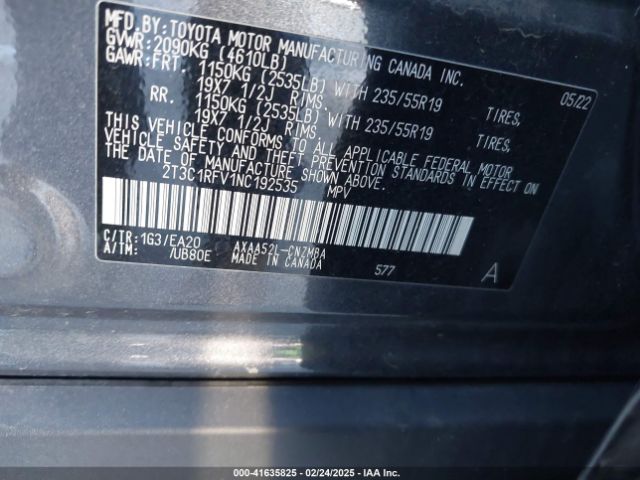 MFD.BY:TOYOTA MOTOR MANUFACTURING CANADA INC.
GVWR:2090KG (4610LB) 05/22
GAWR:FRT. 1150KG (2535LB) WITH 235/55R19 TIRES,
19X7 1/2J RIMS.
RR. 1150KG (2535LB) WITH 235/55R19 TIRES,
19X7 1/2J RIMS.
THIS VEHICLE CONFORMS TO ALL APPLICABLE FEDERAL MOTOR
VEHICLE SAFETY AND THEFT PREVENTION STANDARDS IN EFFECT ON
THE DATE OF MANUFACTURE SHOWN ABOVE.
2T3C1RFV1NC192535 MPV
C/TR:1G3/EA20 AXAA52L-CNZMBA
A/TM: /UB80E MADE IN CANADA 577 A
00-41635825 - 02/24/2025 - IAA Inc.